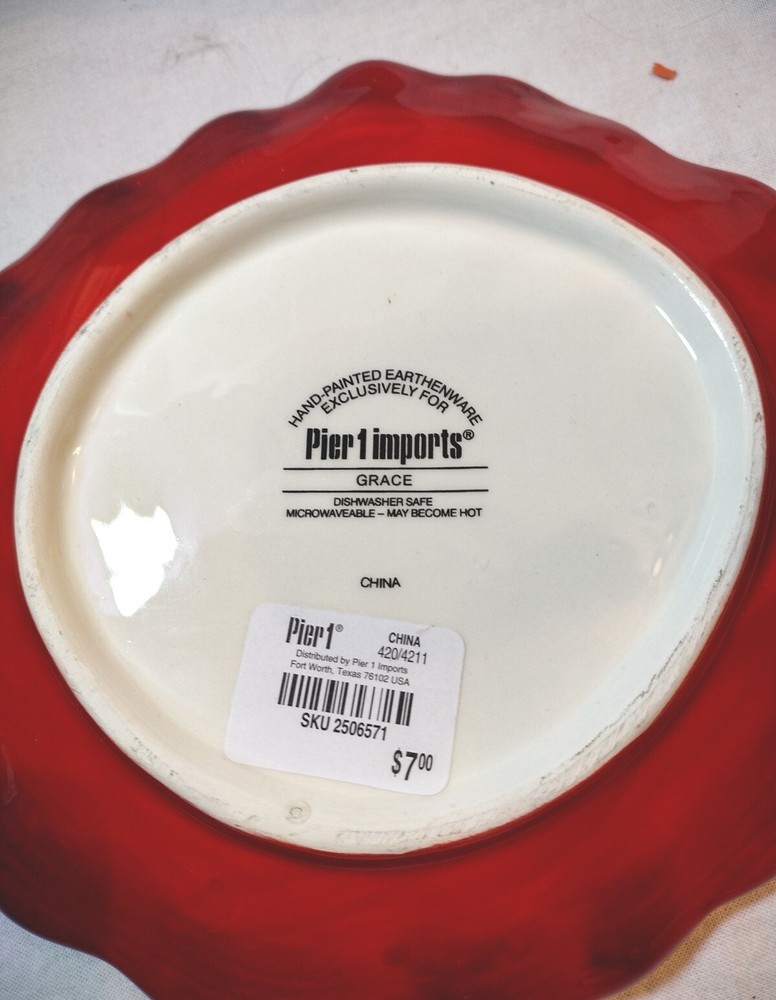 HAND-PAINTED EARTHENWARE
EXCLUSIVELY FOR
Pier 1 imports®
GRACE
DISHWASHER SAFE
MICROWAVEABLE – MAY BECOME HOT
CHINA
Pier 1®
CHINA
420/4211
Distributed by Pier 1 Imports
Fort Worth, Texas 76102 USA
SKU 2506571
$7.00